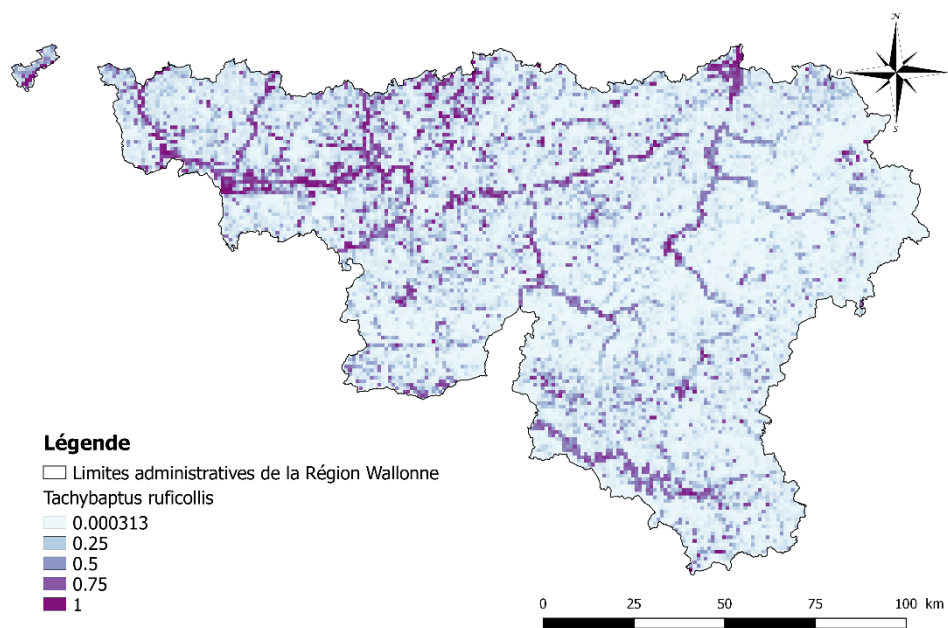 N
O
S
Légende
Limites administratives de la Région Wallonne
Tachybaptus ruficollis
0.000313
0.25
0.5
0.75
1
0 25 50 75 100 km